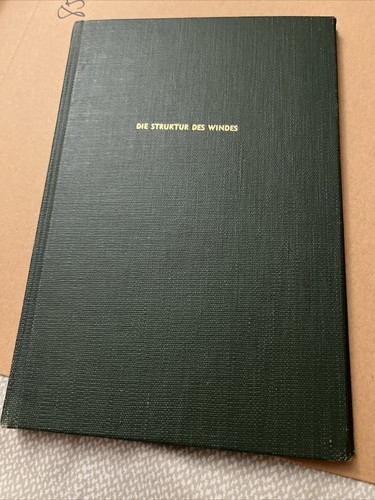 DIE STRUKTUR DES WINDES